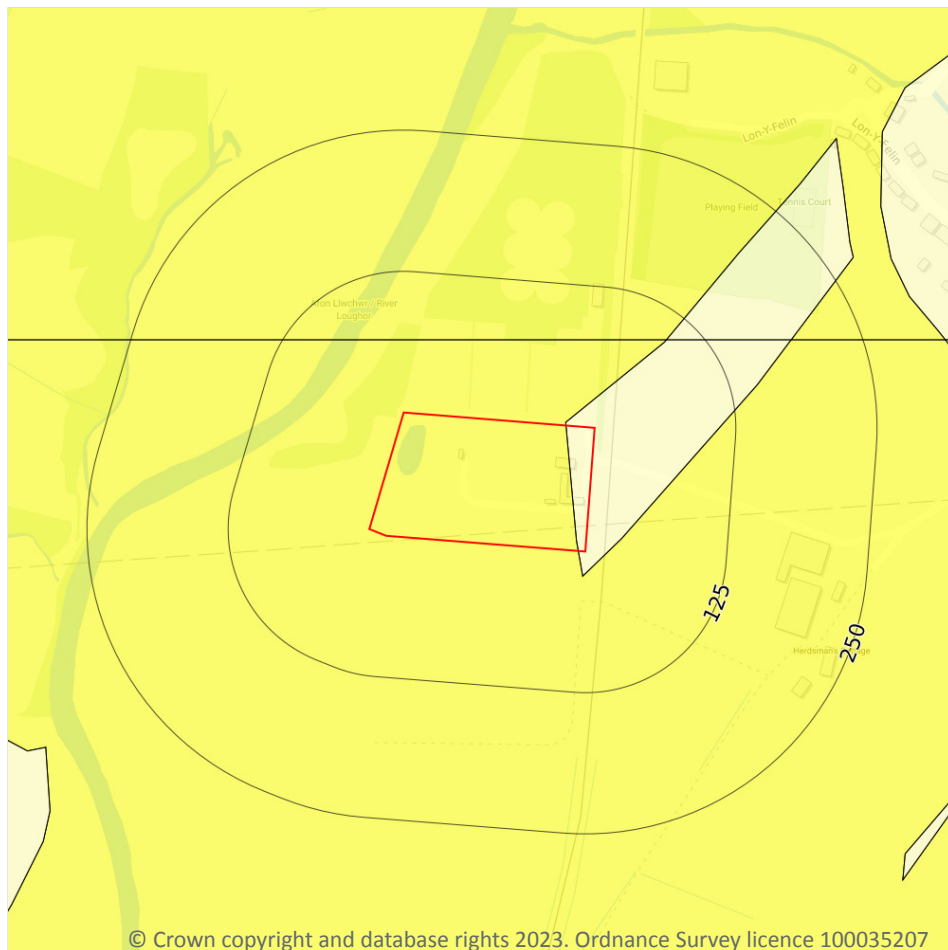 Lon-Y-Felin
Lon-Y-Felin
Tennis Court
Playing Field
Afon Llwchwr / River
Loughor
125
250
© Crown copyright and database rights 2023. Ordnance Survey licence 100035207